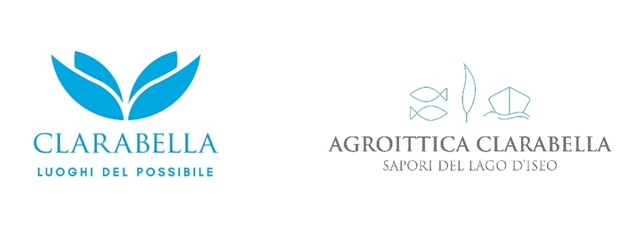 CLARABELLA
LUOGHI DEL POSSIBILE
AGROITTICA CLARABELLA
SAPORI DEL LAGO D'ISEO